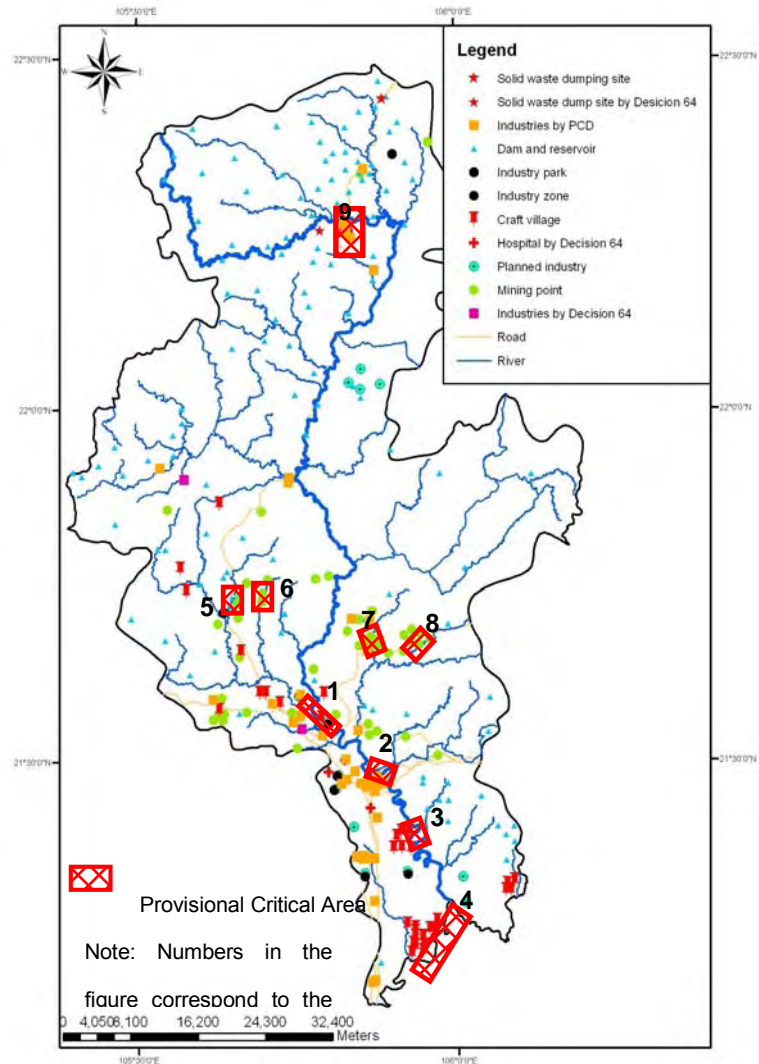 105°30'0"E
106°0'0"E
22°30'0"N
22°30'0"N
N
W
E
S
Legend
Solid waste dumping site
Solid waste dump site by Desicion 64
Industries by PCD
Dam and reservoir
Industry park
Industry zone
Craft village
Hospital by Decision 64
Planned industry
Mining point
Industries by Decision 64
Road
River
9
22°0'0"N
22°0'0"N
5
6
7
8
1
2
21°30'0"N
21°30'0"N
3
4
Provisional Critical Area
Note: Numbers in the
figure correspond to the
0 4,050 8,100 16,200 24,300 32,400
Meters
105°30'0"E
106°0'0"E